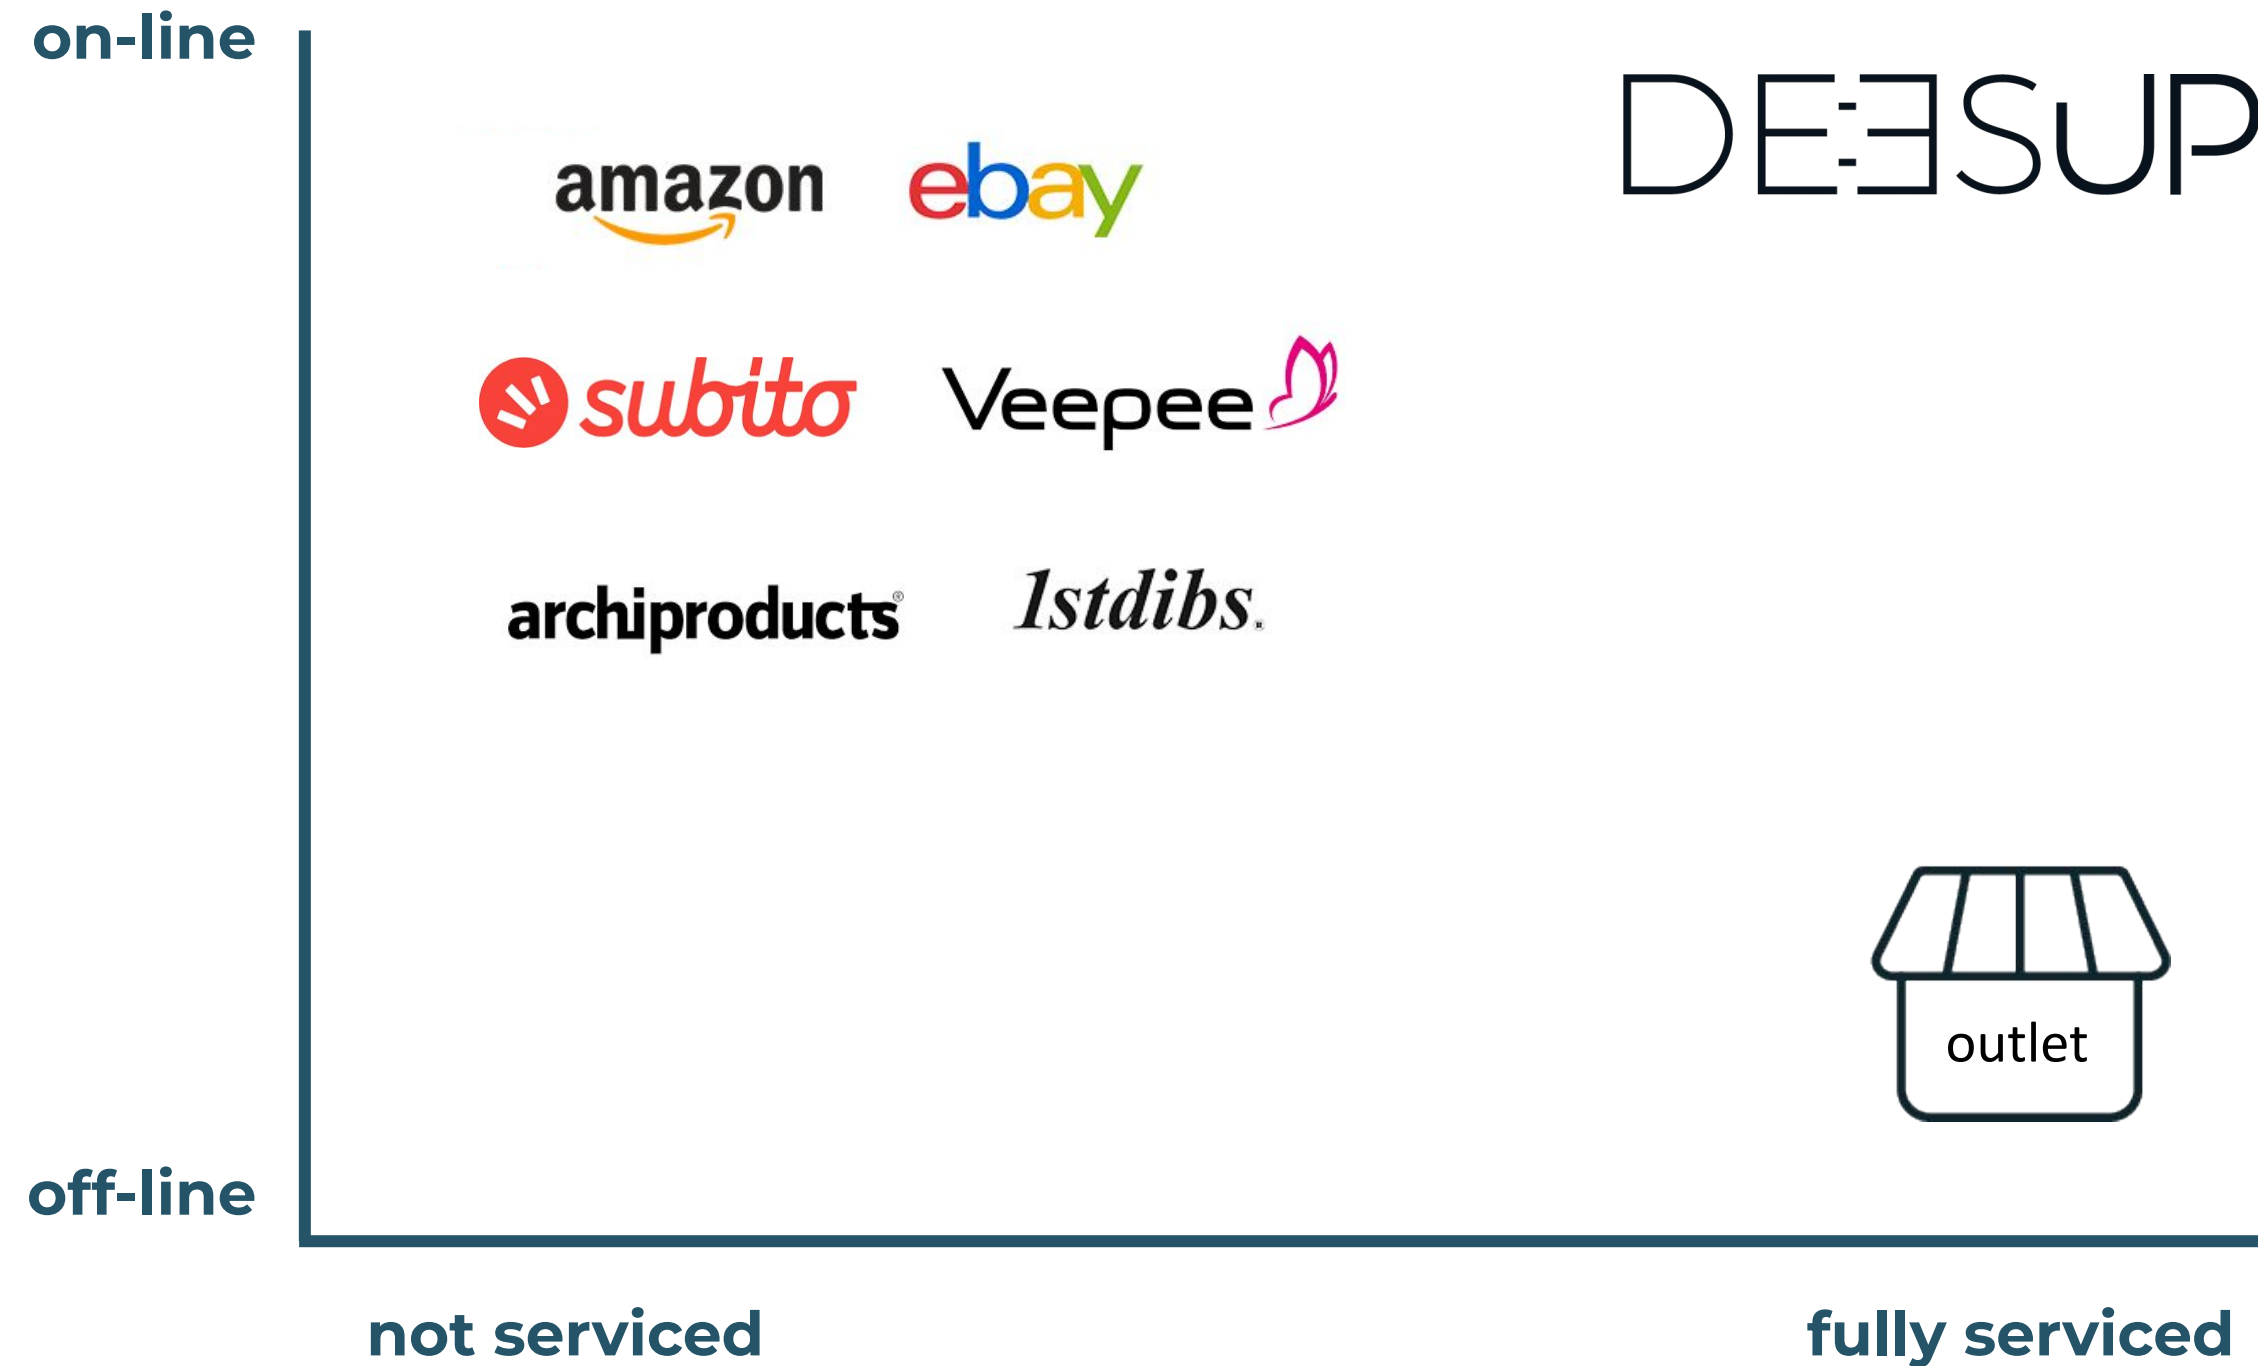 on-line
DEESUP
amazon ebay
subito Veepee
archiproducts® 1stdibs.
outlet
off-line
not serviced fully serviced